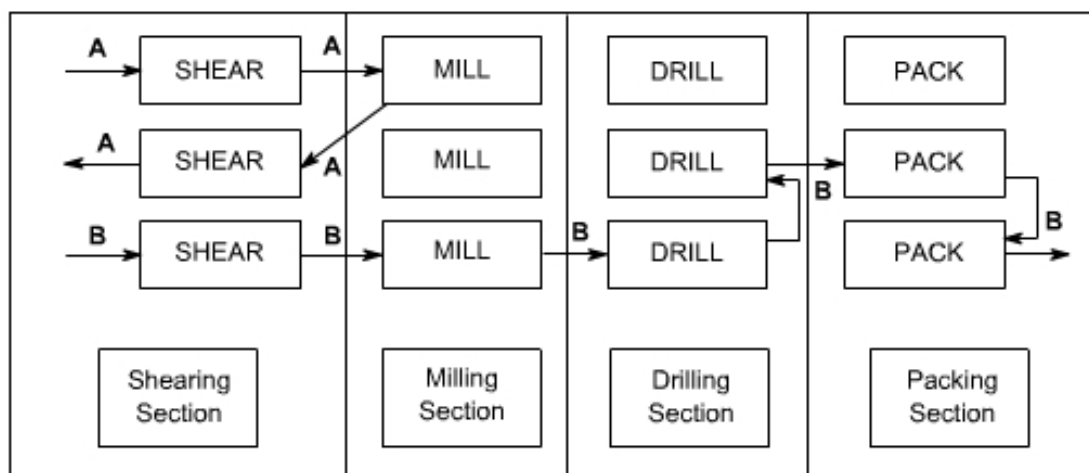 A A
SHEAR MILL DRILL PACK
A A
SHEAR MILL DRILL PACK
B B
B B B
SHEAR MILL DRILL PACK
Shearing
Section
Milling
Section
Drilling
Section
Packing
Section